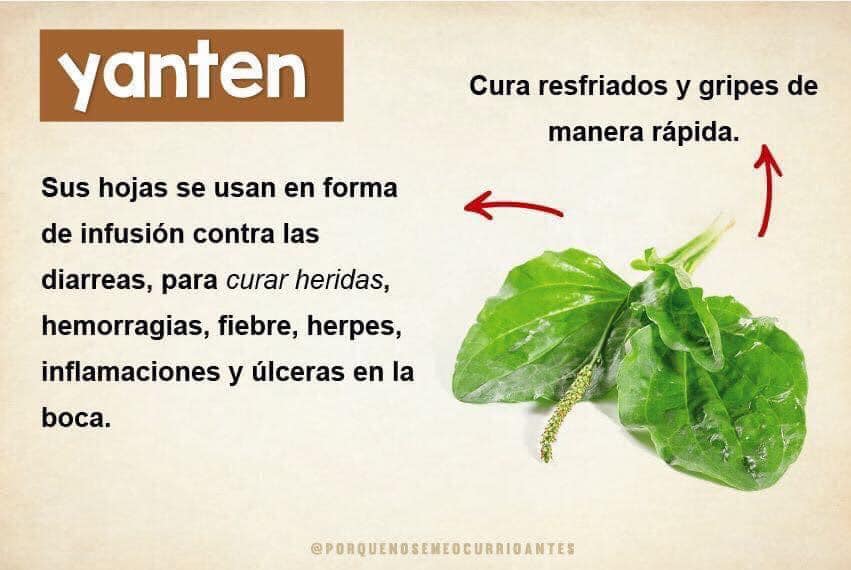 yanten
Cura resfriados y gripes de
manera rápida.
Sus hojas se usan en forma
de infusión contra las
diarreas, para curar heridas,
hemorragias, fiebre, herpes,
inflamaciones y úlceras en la
boca.
@PORQUENOSEMEOCURRIOANTES